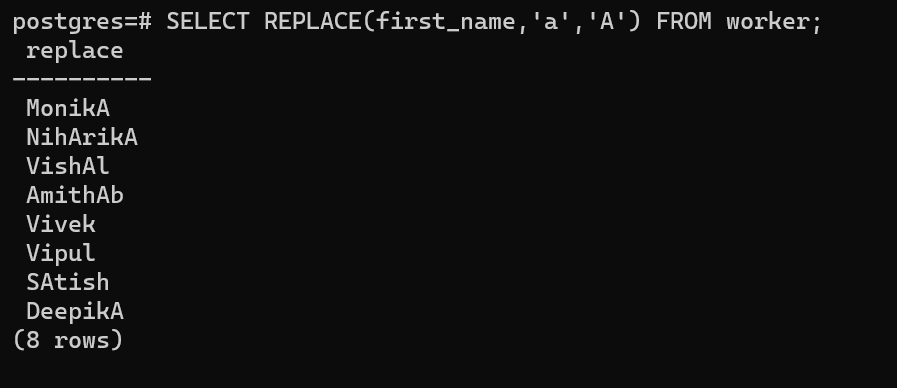 postgres=# SELECT REPLACE(first_name,'a','A') FROM worker;
replace
----------
MonikA
NihArikA
VishAl
AmithAb
Vivek
Vipul
SAtish
DeepikA
(8 rows)